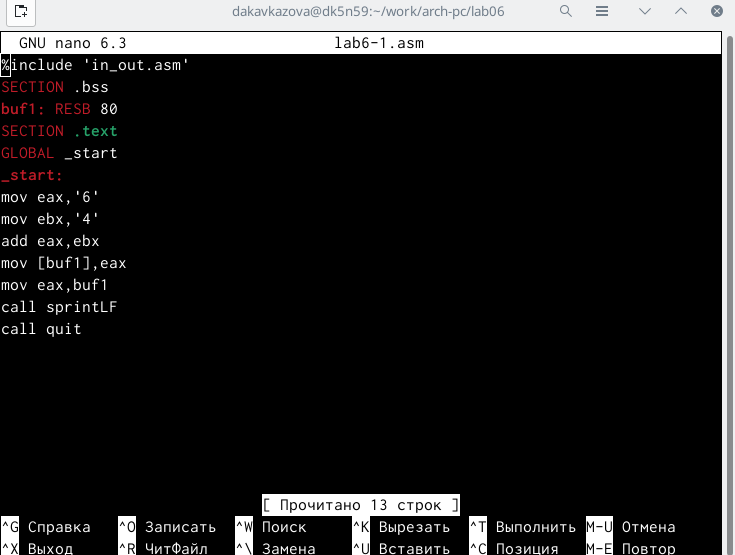 dakavkazova@dk5n59:~/work/arch-pc/lab06
GNU nano 6.3 lab6-1.asm
%include 'in_out.asm'
SECTION .bss
buf1: RESB 80
SECTION .text
GLOBAL _start
_start:
mov eax,'6'
mov ebx,'4'
add eax,ebx
mov [buf1],eax
mov eax,buf1
call sprintLF
call quit
[ Прочитано 13 строк ]
^G Справка ^O Записать ^W Поиск ^K Вырезать ^T Выполнить M-U Отмена
^X Выход ^R ЧитФайл ^\ Замена ^U Вставить ^C Позиция M-E Повтор